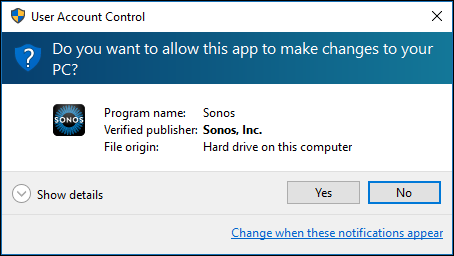 User Account Control
Do you want to allow this app to make changes to your
PC?
SONOS
Program name: Sonos
Verified publisher: Sonos, Inc.
File origin: Hard drive on this computer
Show details
Yes
No
Change when these notifications appear